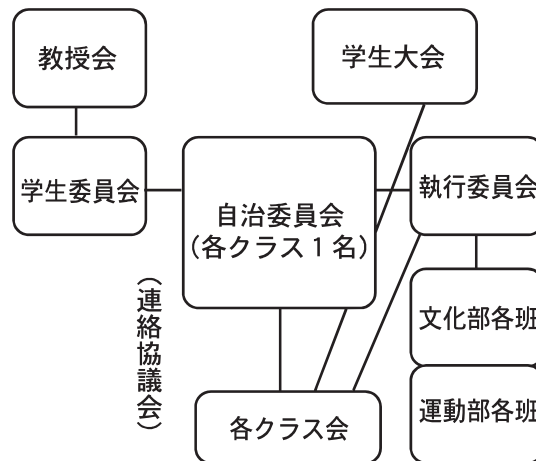 教授会
学生大会
学生委員会
自治委員会
(各クラス1名)
執行委員会
(連絡協議会)
文化部各班
運動部各班
各クラス会